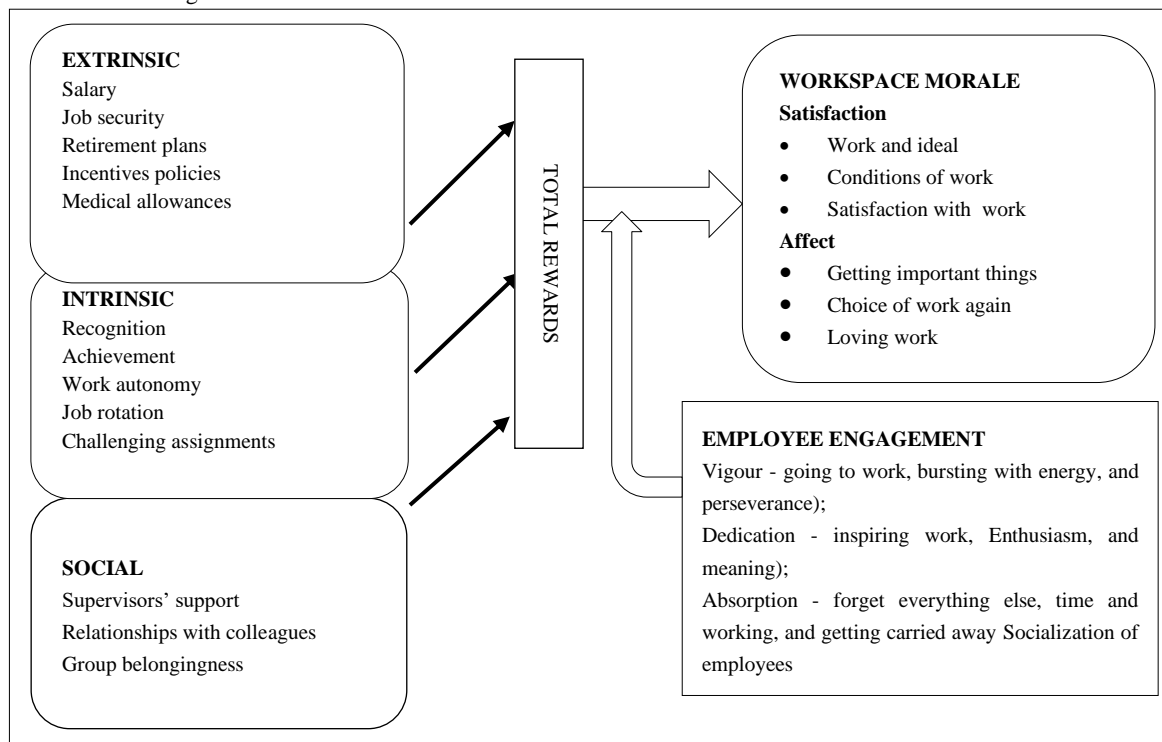 EXTRINSIC
Salary
Job security
Retirement plans
Incentives policies
Medical allowances
INTRINSIC
Recognition
Achievement
Work autonomy
Job rotation
Challenging assignments
SOCIAL
Supervisors’ support
Relationships with colleagues
Group belongingness
TOTAL REWARDS
WORKSPACE MORALE
Satisfaction
• Work and ideal
• Conditions of work
• Satisfaction with work
Affect
• Getting important things
• Choice of work again
• Loving work
EMPLOYEE ENGAGEMENT
Vigour - going to work, bursting with energy, and
perseverance);
Dedication - inspiring work, Enthusiasm, and
meaning);
Absorption - forget everything else, time and
working, and getting carried away Socialization of
employees